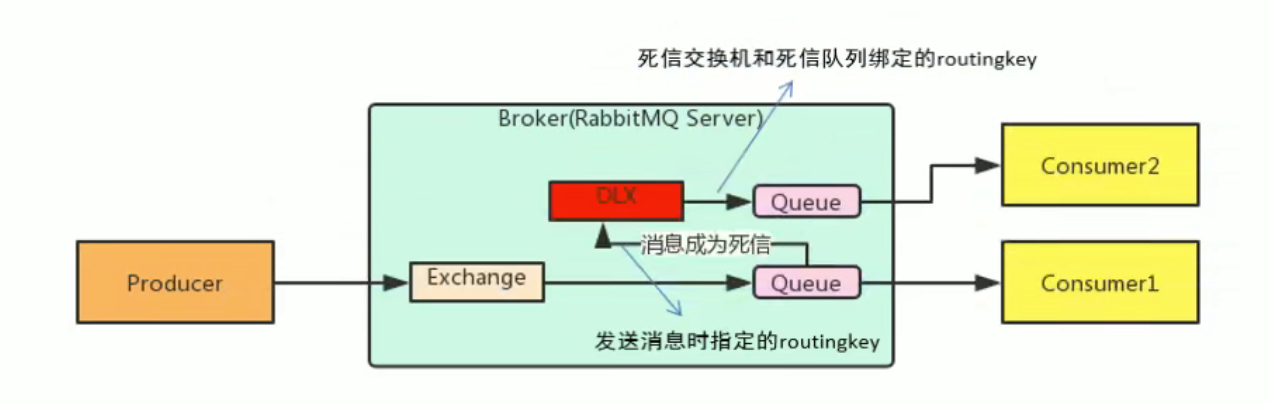 死信交换机和死信队列绑定的routingkey
Broker(RabbitMQ Server)
DLX
Queue
Consumer2
消息成为死信
Producer
Exchange
Queue
Consumer1
发送消息时指定的routingkey